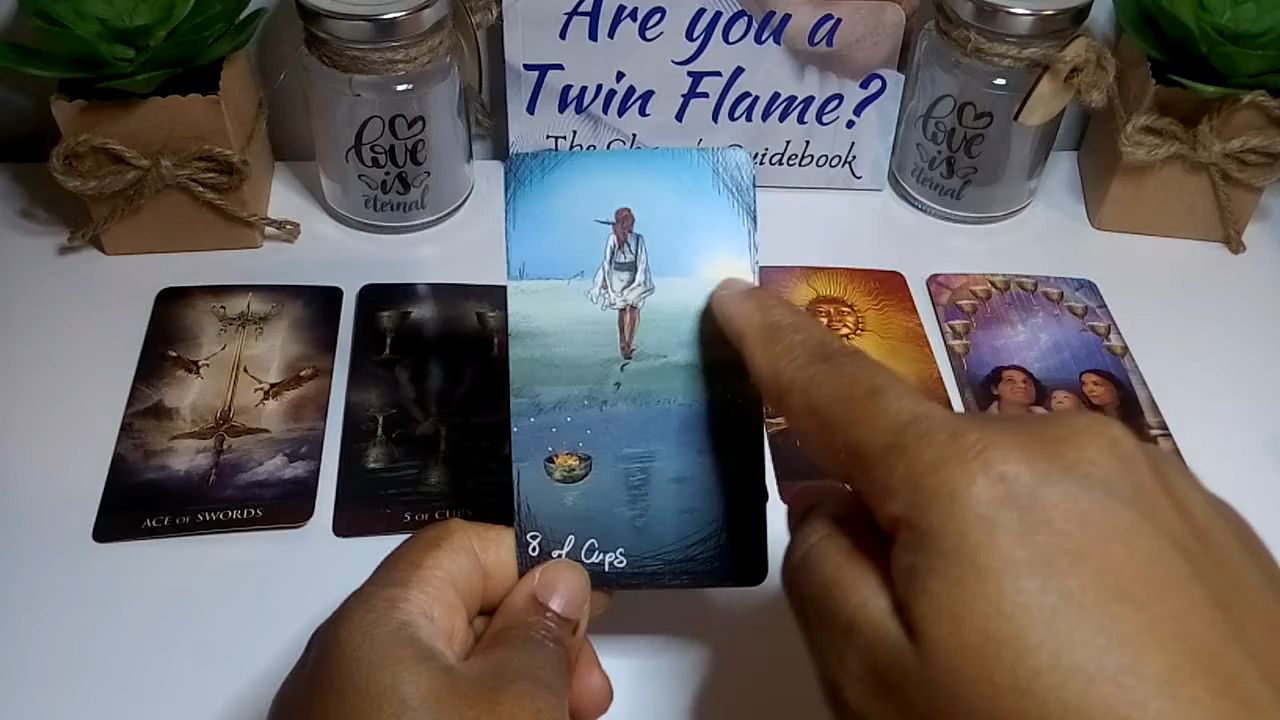 Are you a
Twin Flame?
The
guidebook
love
is
eternal
love
is
eternal
ACE OF SWORDS
5 OF CUPS
8 of Cups